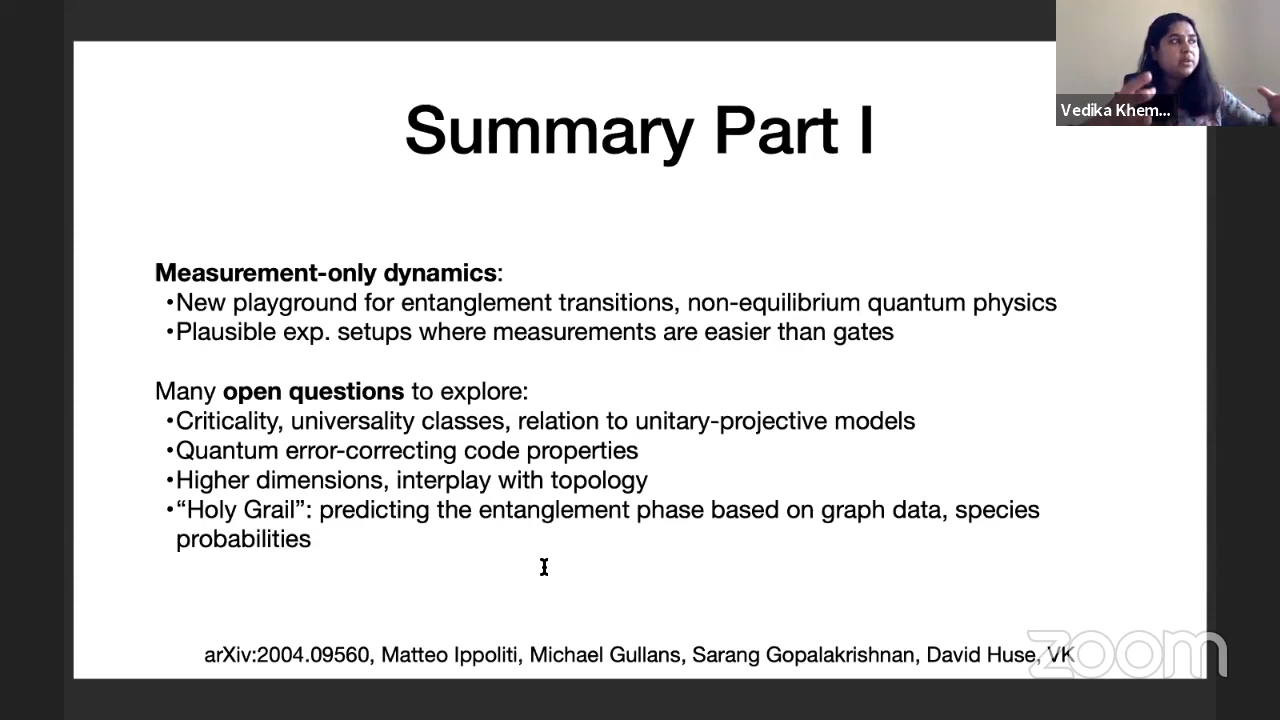 Vedika Khem...
Summary Part I
Measurement-only dynamics:
•New playground for entanglement transitions, non-equilibrium quantum physics
•Plausible exp. setups where measurements are easier than gates
Many open questions to explore:
•Criticality, universality classes, relation to unitary-projective models
•Quantum error-correcting code properties
•Higher dimensions, interplay with topology
•“Holy Grail”: predicting the entanglement phase based on graph data, species
probabilities
arXiv:2004.09560, Matteo Ippoliti, Michael Gullans, Sarang Gopalakrishnan, David Huse, VK
zoom